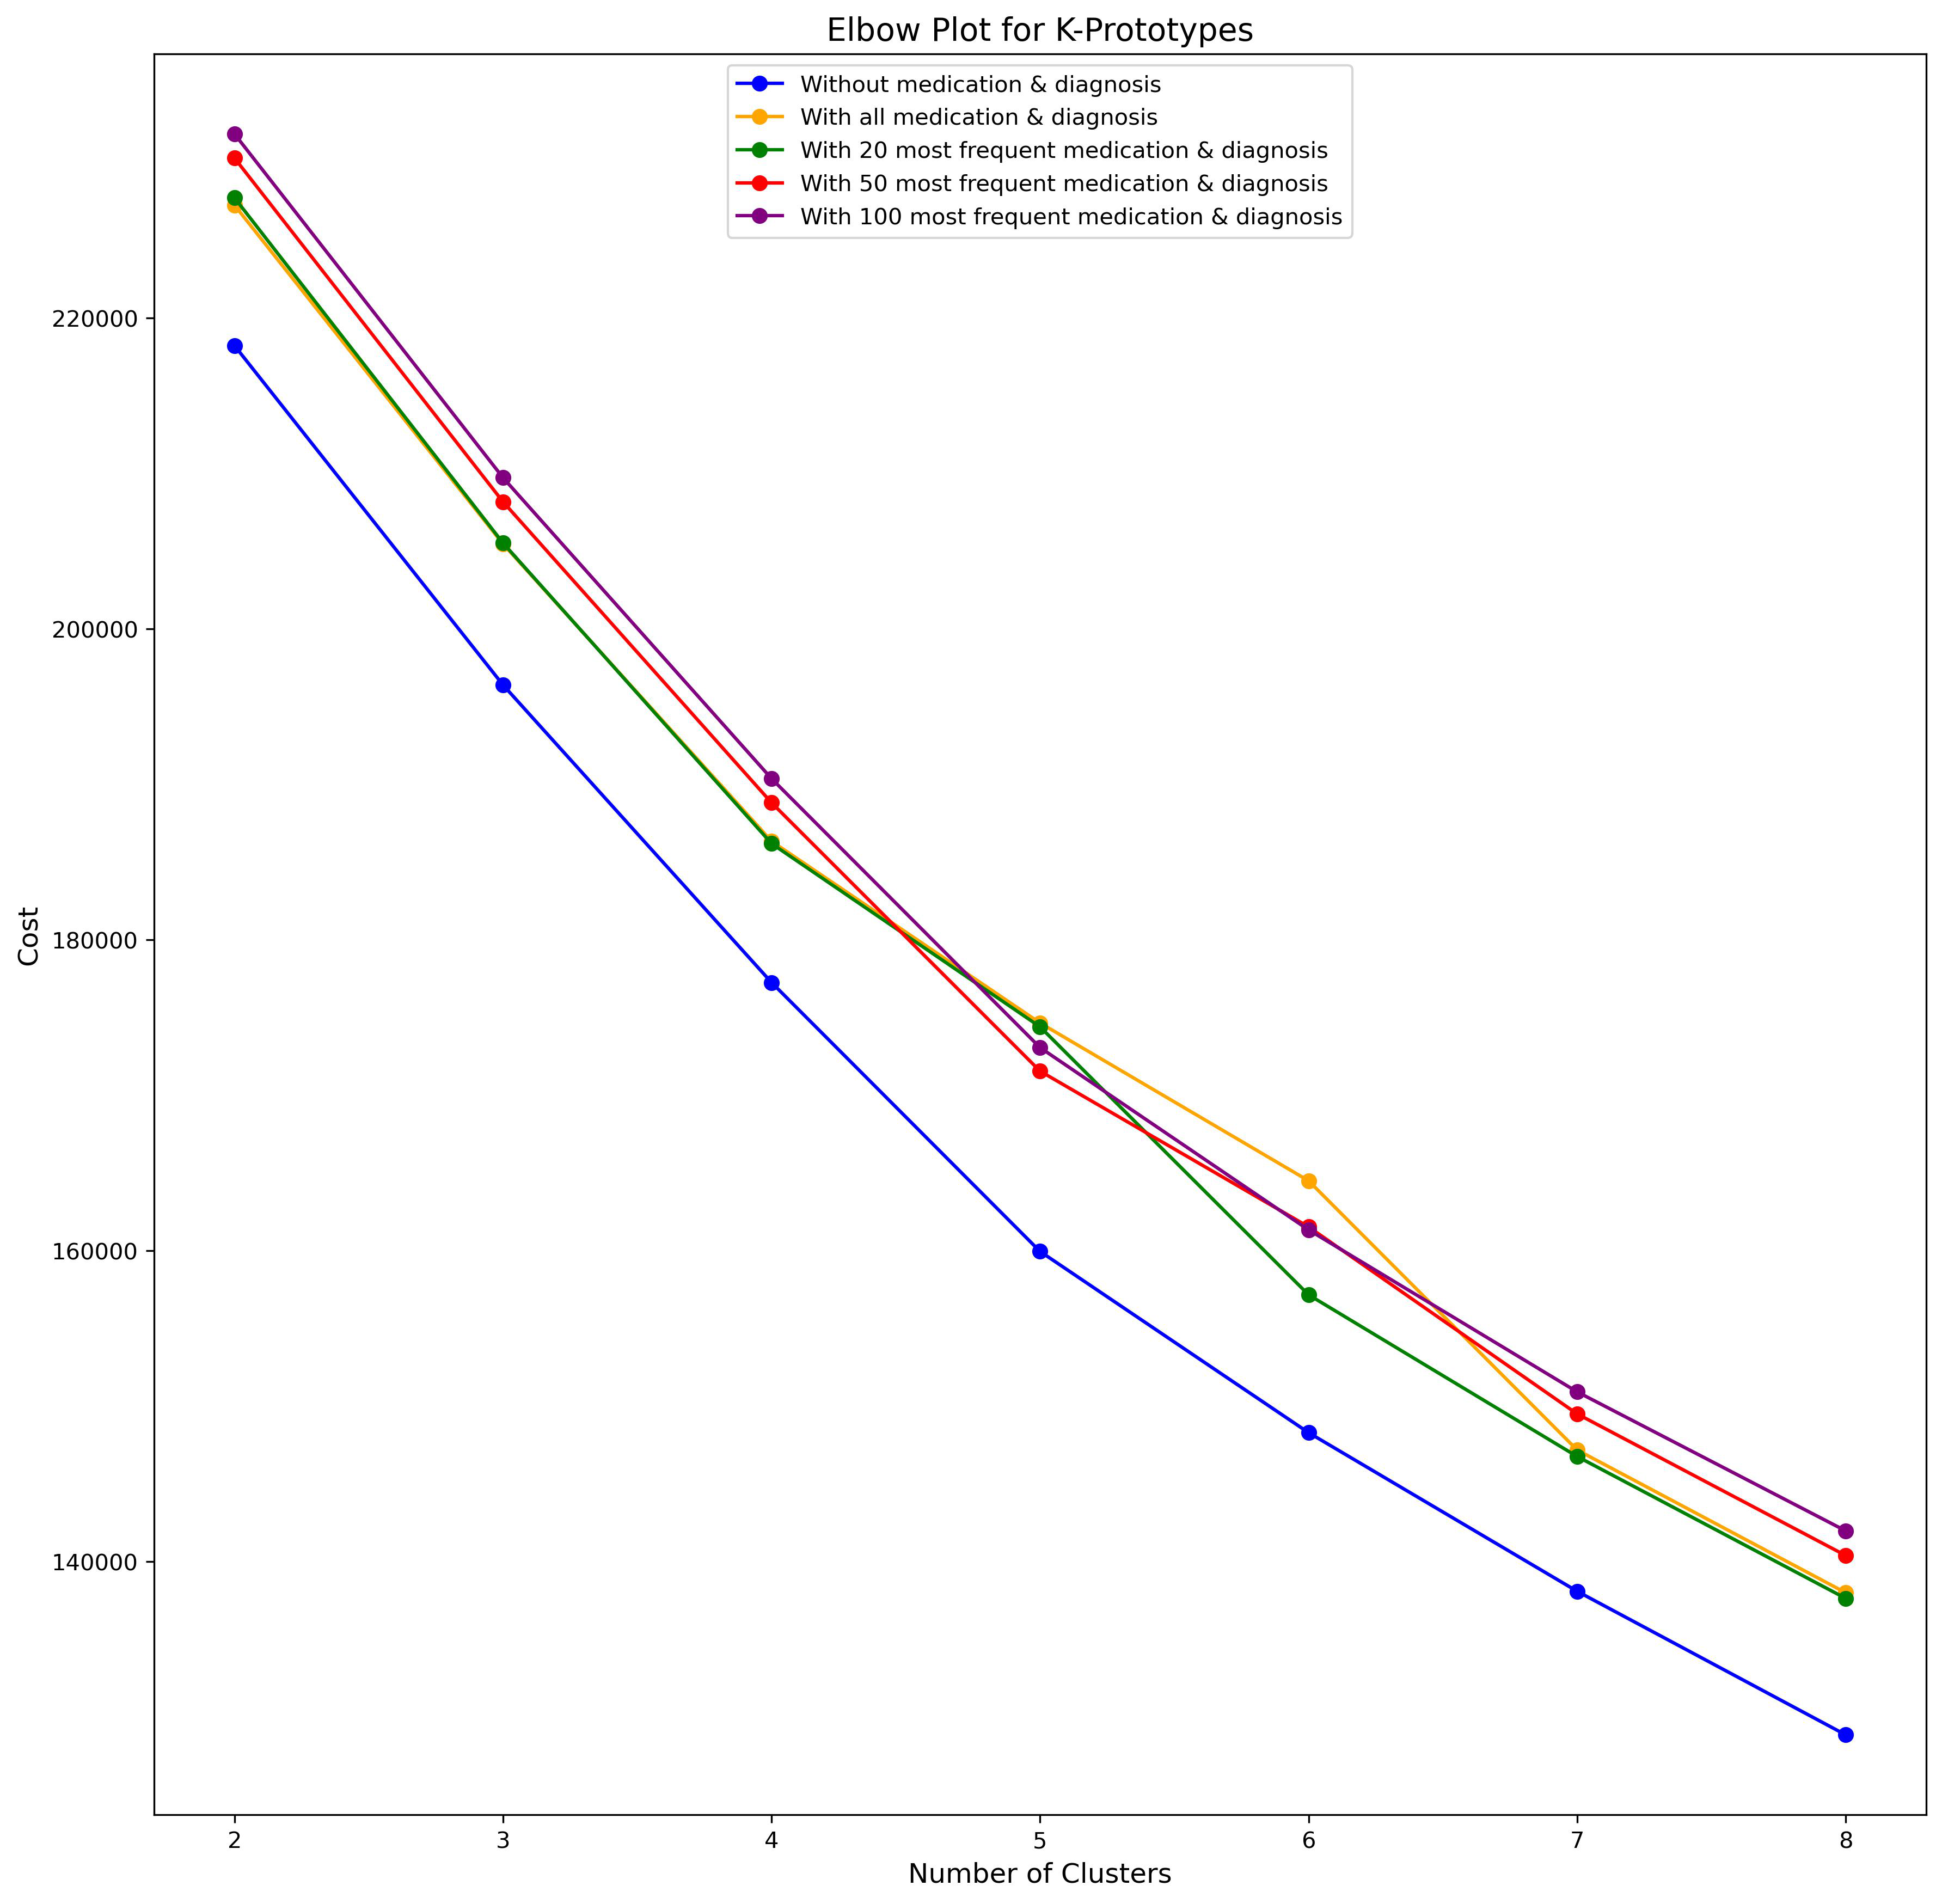 Elbow Plot for K-Prototypes
Without medication & diagnosis
With all medication & diagnosis
With 20 most frequent medication & diagnosis
With 50 most frequent medication & diagnosis
With 100 most frequent medication & diagnosis
220000
200000
180000
160000
140000
Cost
2 3 4 5 6 7 8
Number of Clusters